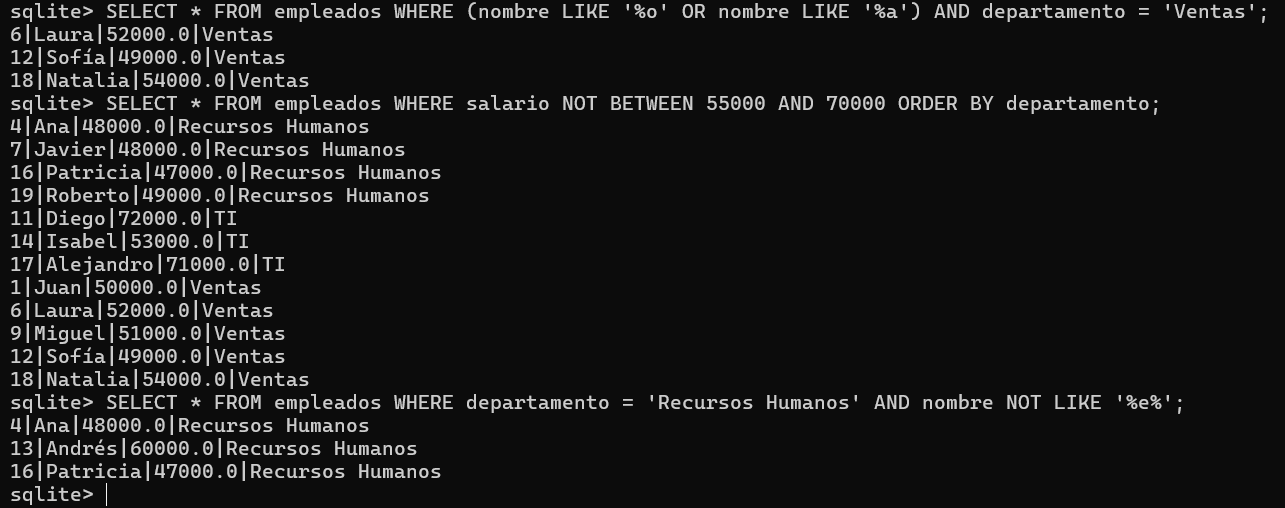 sqlite> SELECT * FROM empleados WHERE (nombre LIKE '%o' OR nombre LIKE '%a') AND departamento = 'Ventas';
6|Laura|52000.0|Ventas
12|Sofía|49000.0|Ventas
18|Natalia|54000.0|Ventas
sqlite> SELECT * FROM empleados WHERE salario NOT BETWEEN 55000 AND 70000 ORDER BY departamento;
4|Ana|48000.0|Recursos Humanos
7|Javier|48000.0|Recursos Humanos
16|Patricia|47000.0|Recursos Humanos
19|Roberto|49000.0|Recursos Humanos
11|Diego|72000.0|TI
14|Isabel|53000.0|TI
17|Alejandro|71000.0|TI
1|Juan|50000.0|Ventas
6|Laura|52000.0|Ventas
9|Miguel|51000.0|Ventas
12|Sofía|49000.0|Ventas
18|Natalia|54000.0|Ventas
sqlite> SELECT * FROM empleados WHERE departamento = 'Recursos Humanos' AND nombre NOT LIKE '%e%';
4|Ana|48000.0|Recursos Humanos
13|Andrés|60000.0|Recursos Humanos
16|Patricia|47000.0|Recursos Humanos
sqlite>